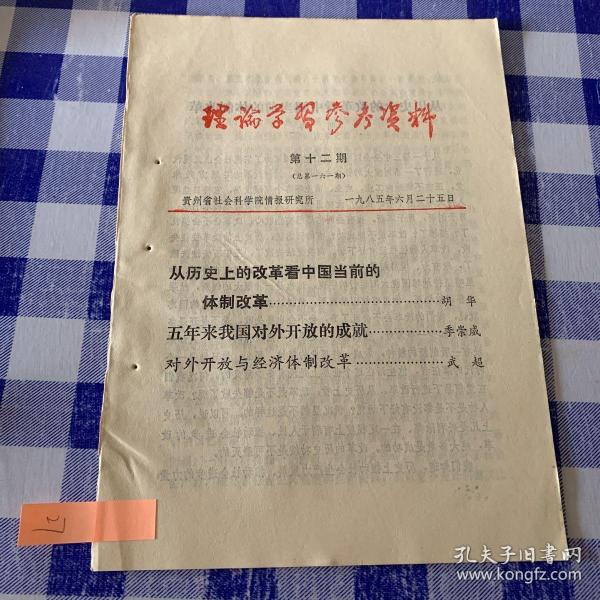 理论学习参考资料
第十二期
(总第一六一期)
贵州省社会科学院情报研究所 一九八五年六月二十五日
从历史上的改革看中国当前的
体制改革……………………………………胡 华
五年来我国对外开放的成就………………季崇威
对外开放与经济体制改革…………………武 超
孔夫子旧书网
www.kongfz.com